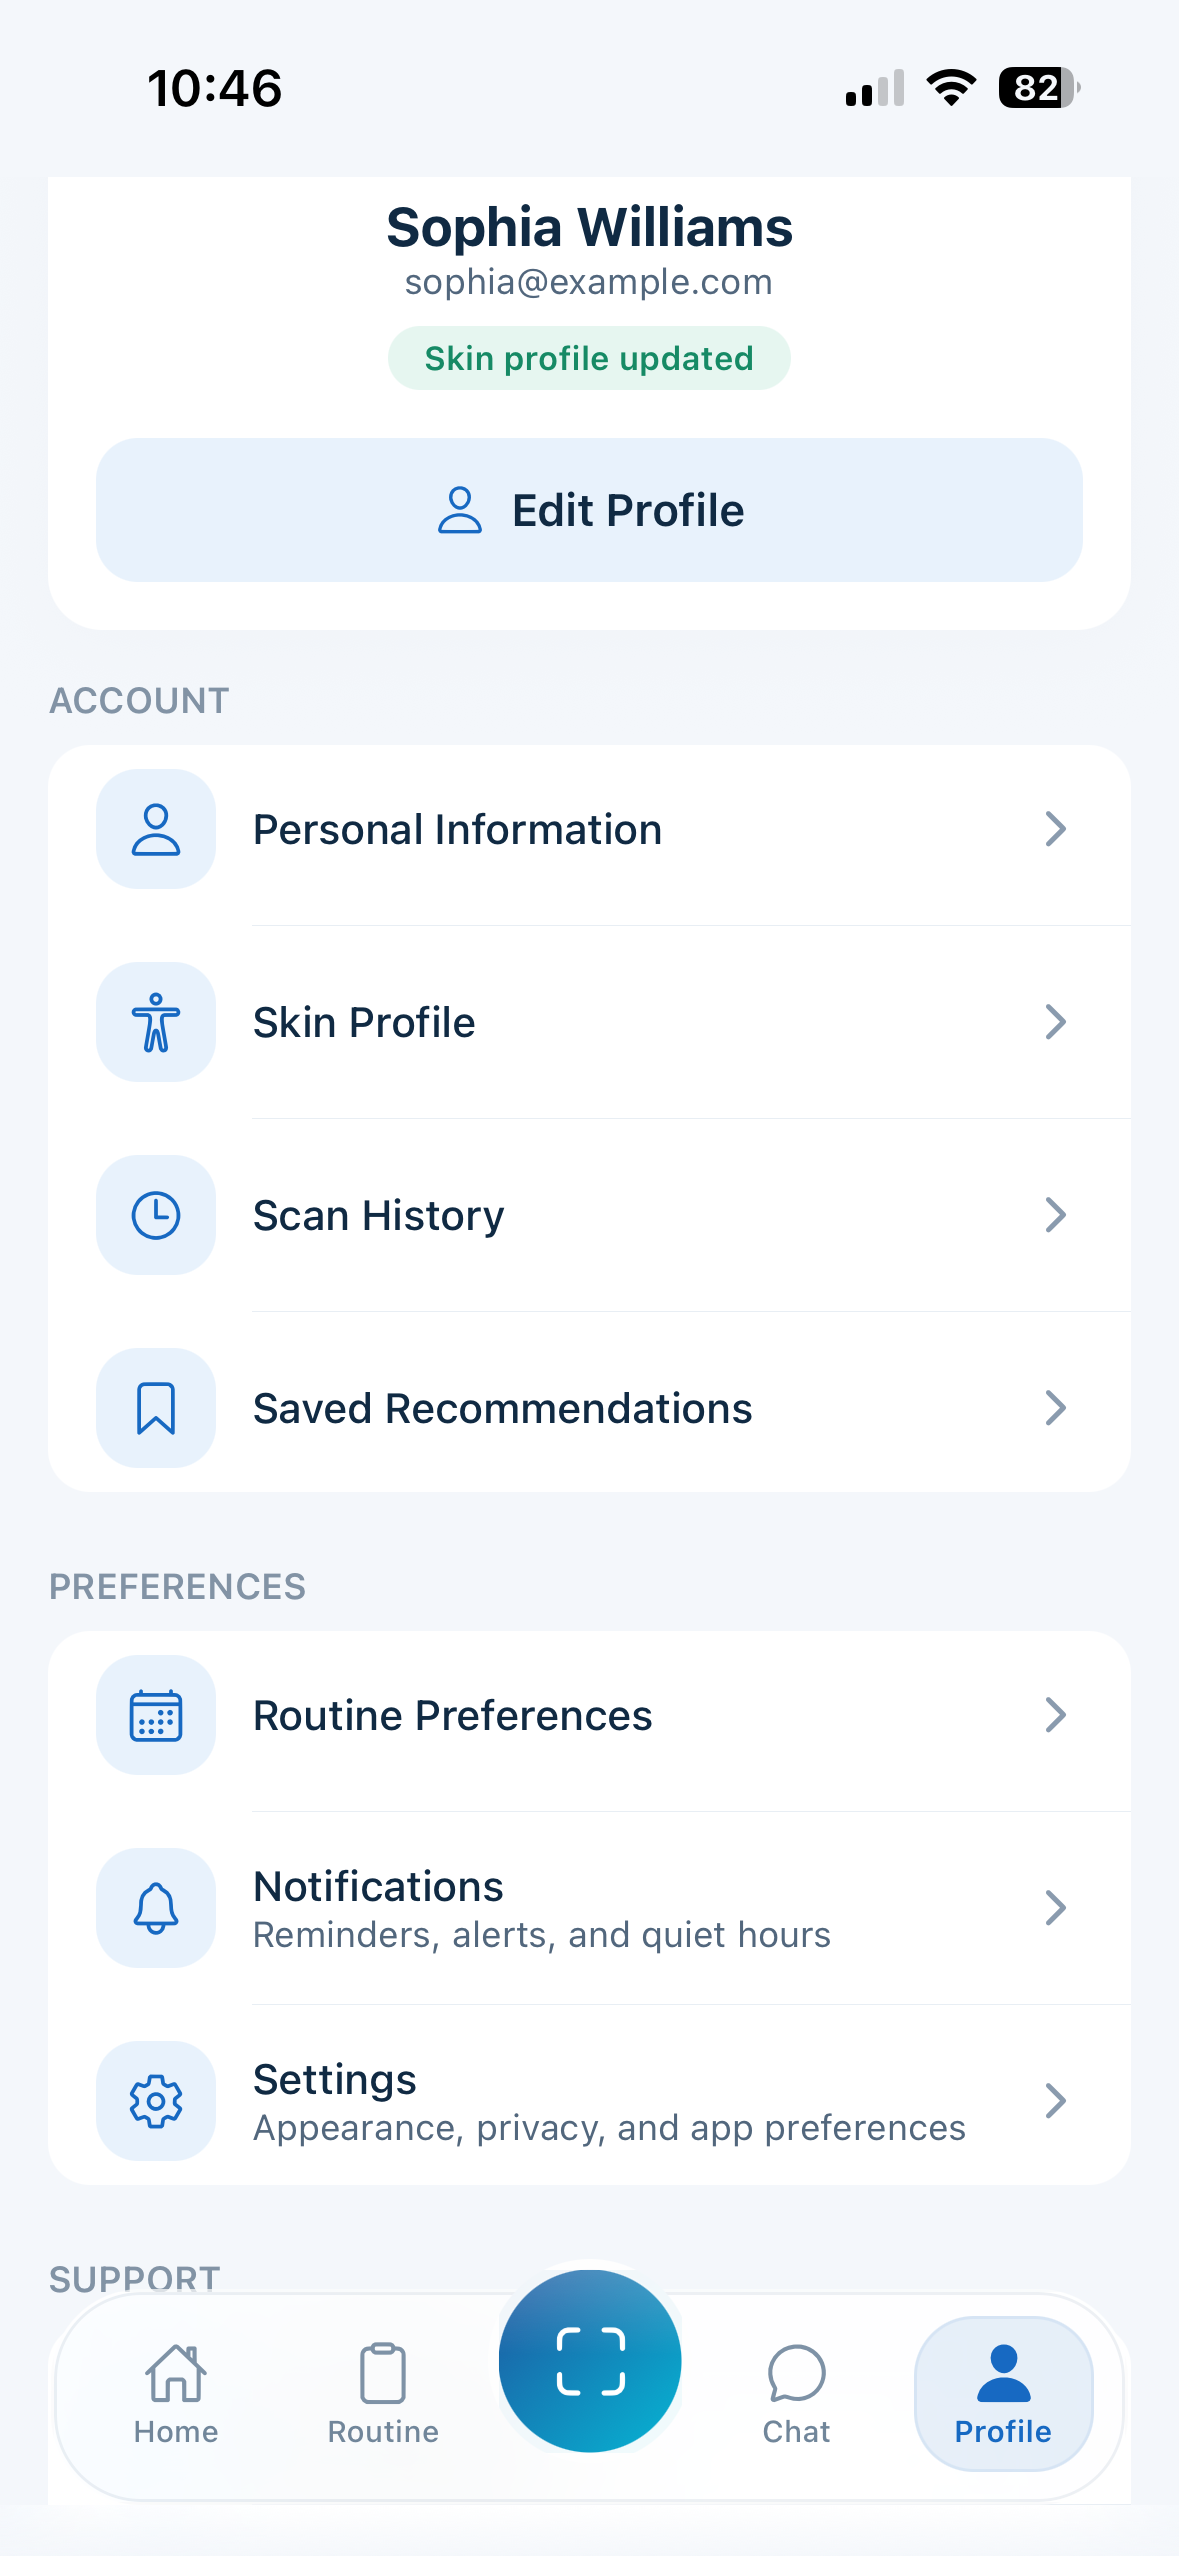 10:46
82
Sophia Williams
sophia@example.com
Skin profile updated
Edit Profile
ACCOUNT
Personal Information
Skin Profile
Scan History
Saved Recommendations
PREFERENCES
Routine Preferences
Notifications
Reminders, alerts, and quiet hours
Settings
Appearance, privacy, and app preferences
SUPPORT
Home
Routine
Chat
Profile